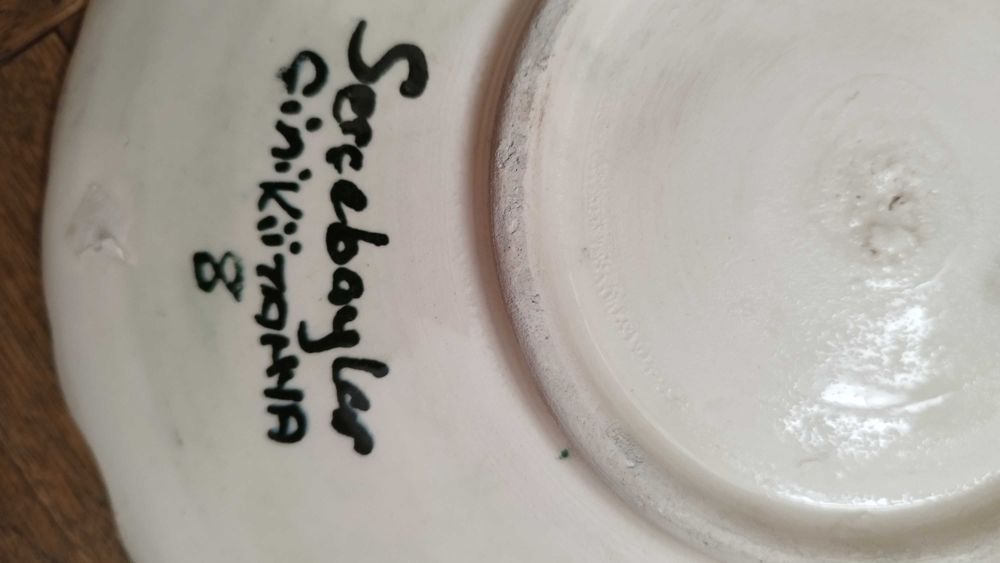 Sercebayler
Çini KüTAHYA
8